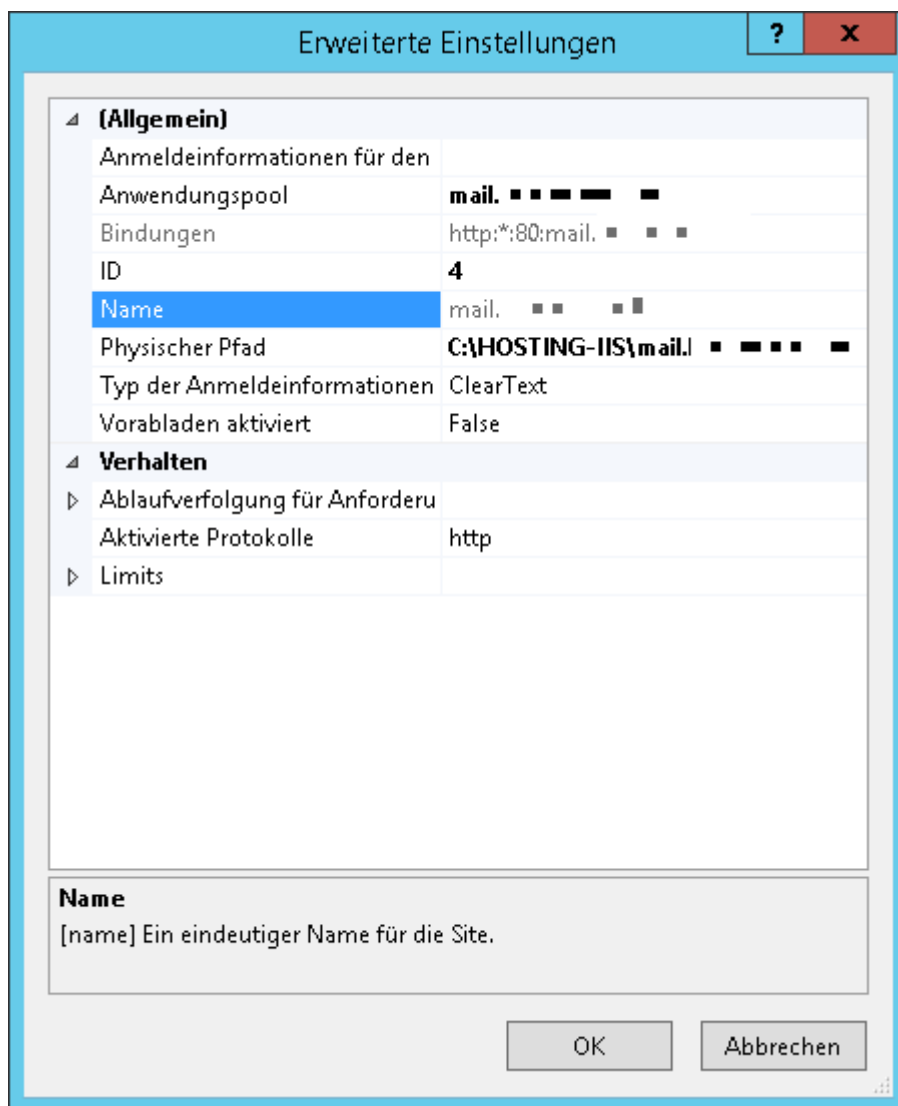 Erweiterte Einstellungen
?
x
(Allgemein)
Anmeldeinformationen für den
Anwendungspool mail.
Bindungen http:*:80:mail.
ID 4
Name mail.
Physischer Pfad C:\HOSTING-IIS\mail.
Typ der Anmeldeinformationen ClearText
Vorabladen aktiviert False
Verhalten
Ablaufverfolgung für Anforderu
Aktivierte Protokolle http
Limits
Name
[name] Ein eindeutiger Name für die Site.
OK Abbrechen